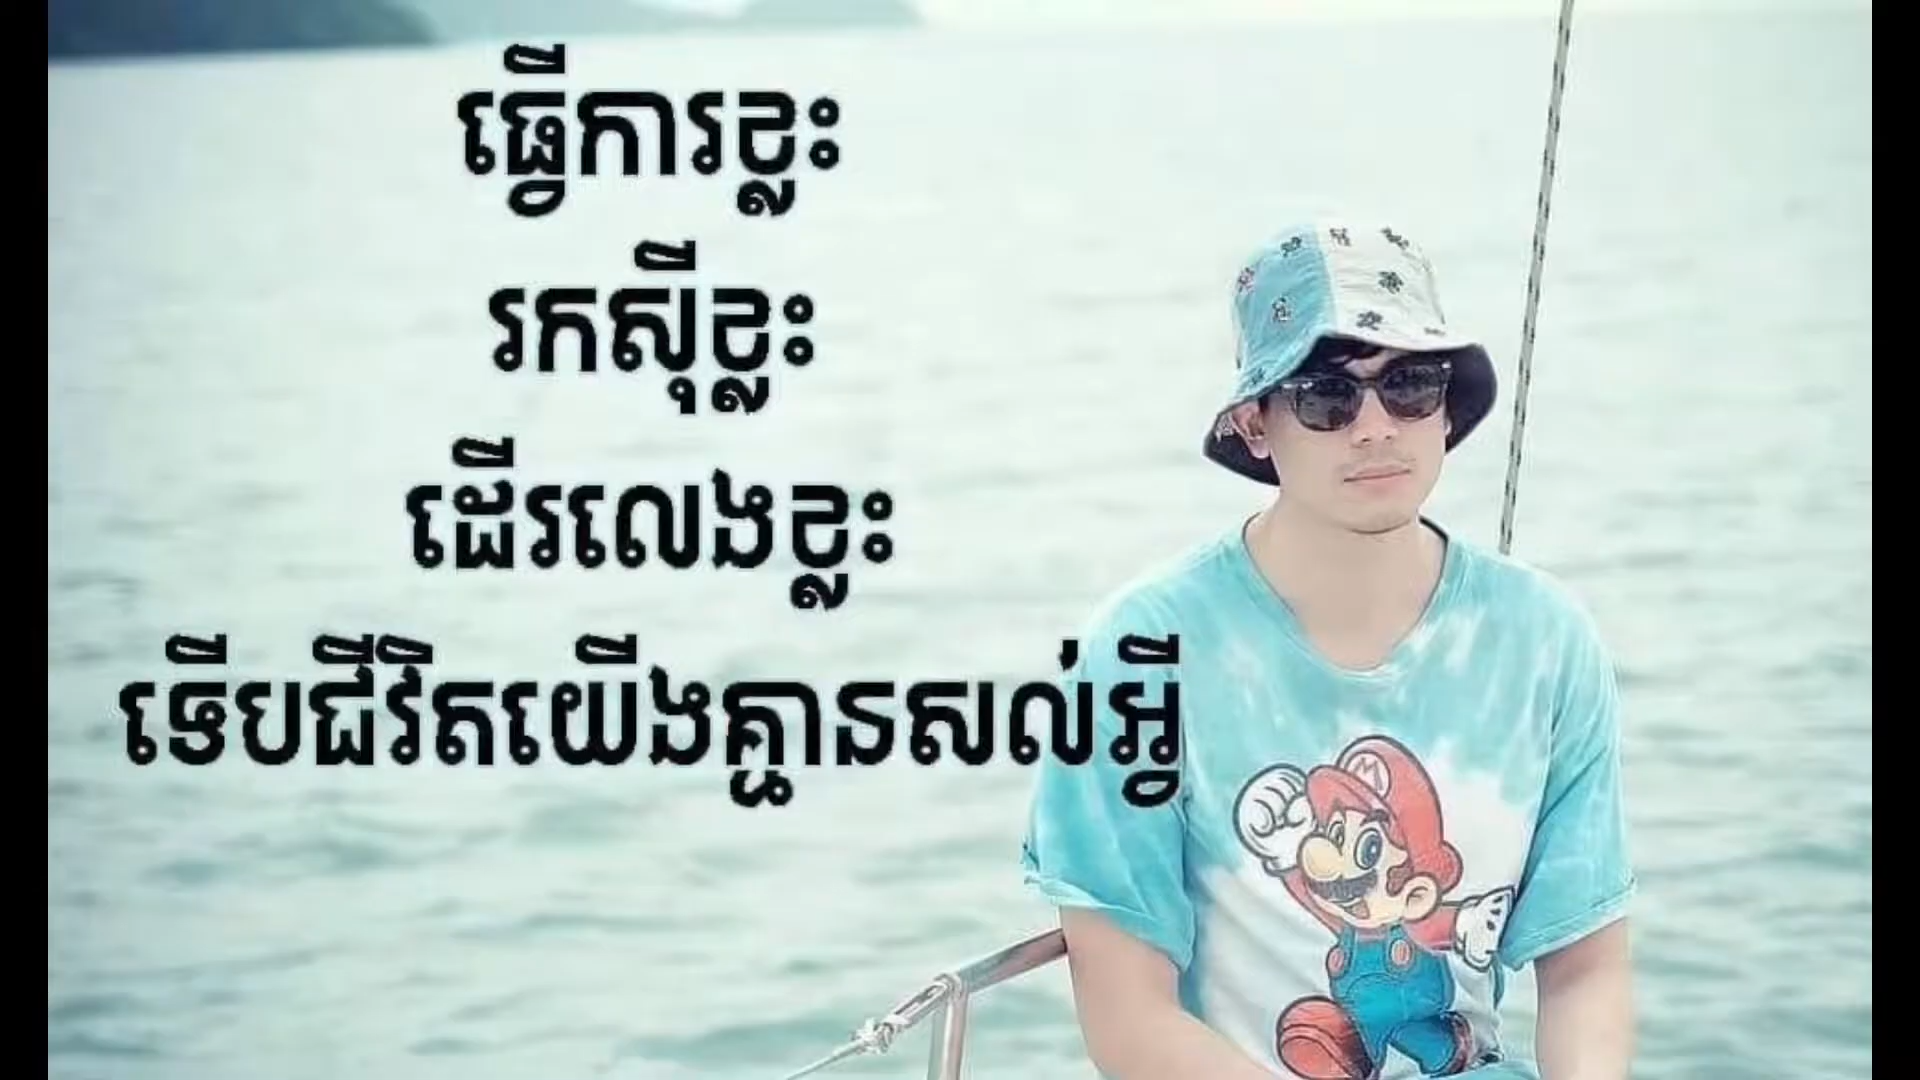 ធ្វើការខ្លះ
រកស៊ីខ្លះ
ដើរលេងខ្លះ
ទើបជីវិតយើងគ្មានសល់អ្វី
M